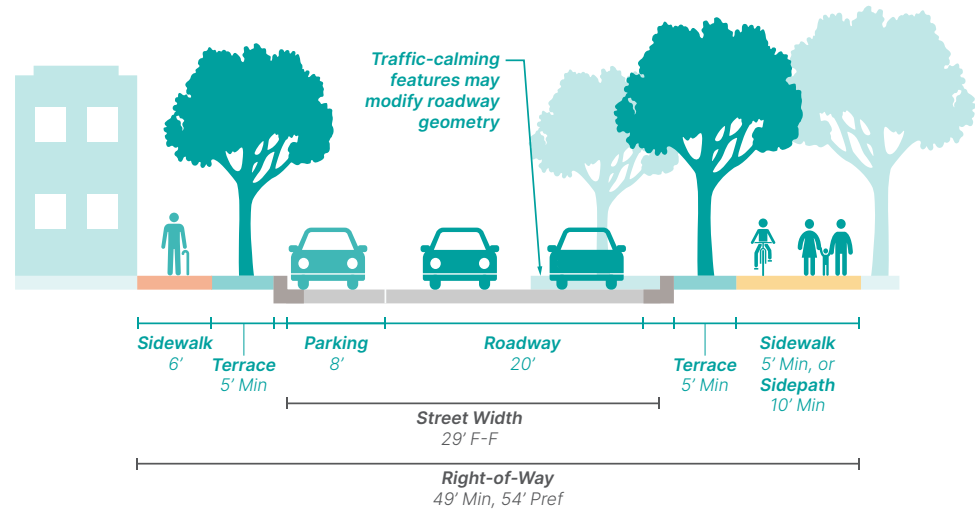 Traffic-calming
features may
modify roadway
geometry
Sidewalk
6’
Terrace
5’ Min
Parking
8’
Roadway
20’
Terrace
5’ Min
Sidewalk
5’ Min, or
Sidepath
10’ Min
Street Width
29’ F-F
Right-of-Way
49’ Min, 54’ Pref